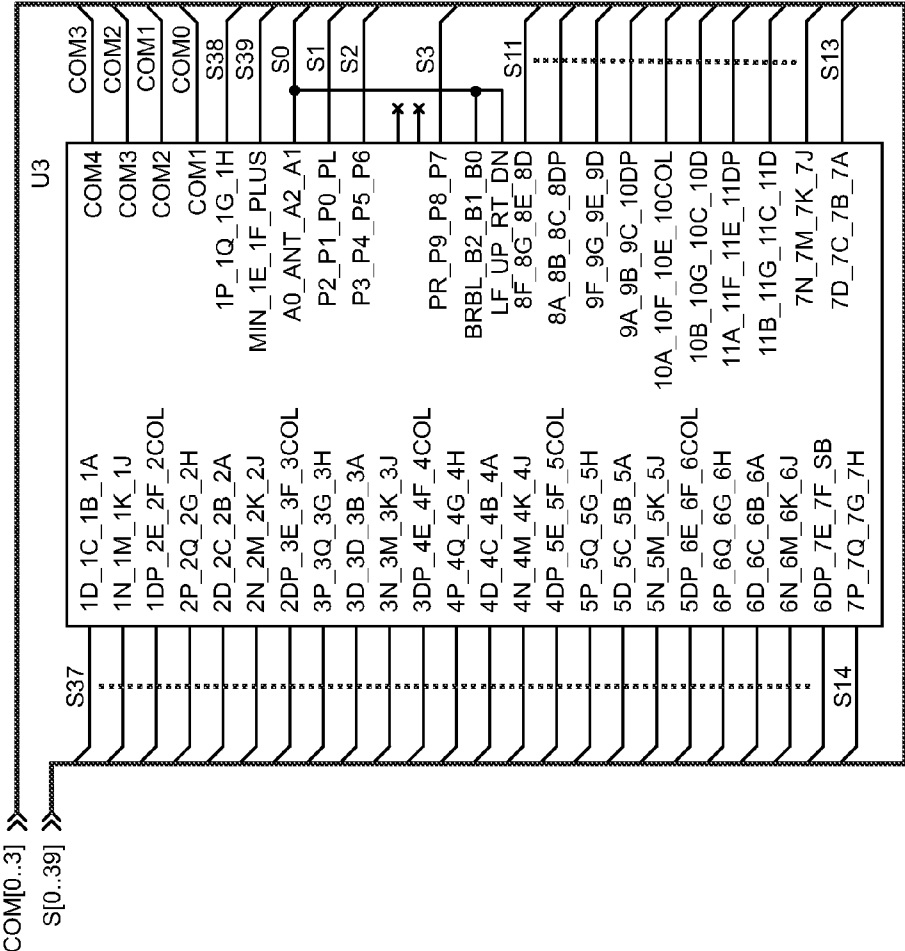 COM3
COM2
COM1
COM0
S38
S39
S0
S1
S2
S3
S11
S13
U3
COM4
COM3
COM2
COM1
1P_1Q_1G_1H
MIN_1E_1F_PLUS
A0_ANT_A2_A1
P2_P1_P0_PL
P3_P4_P5_P6
PR_P9_P8_P7
BRBL_B2_B1_B0
LF_UP_RT_DN
8F_8G_8E_8D
8A_8B_8C_8DP
9F_9G_9E_9D
9A_9B_9C_10DP
10A_10F_10E_10COL
10B_10G_10C_10D
11A_11F_11E_11DP
11B_11G_11C_11D
7N_7M_7K_7J
7D_7C_7B_7A
1D_1C_1B_1A
1N_1M_1K_1J
1DP_2E_2F_2COL
2P_2Q_2G_2H
2D_2C_2B_2A
2N_2M_2K_2J
2DP_3E_3F_3COL
3P_3Q_3G_3H
3D_3D_3B_3A
3N_3M_3K_3J
3DP_4E_4F_4COL
4P_4Q_4G_4H
4D_4C_4B_4A
4N_4M_4K_4J
4DP_5E_5F_5COL
5P_5Q_5G_5H
5D_5C_5B_5A
5N_5M_5K_5J
5DP_6E_6F_6COL
6P_6Q_6G_6H
6D_6C_6B_6A
6N_6M_6K_6J
6DP_7E_7F_SB
7P_7Q_7G_7H
S37
S14
COM[0..3]
S[0..39]